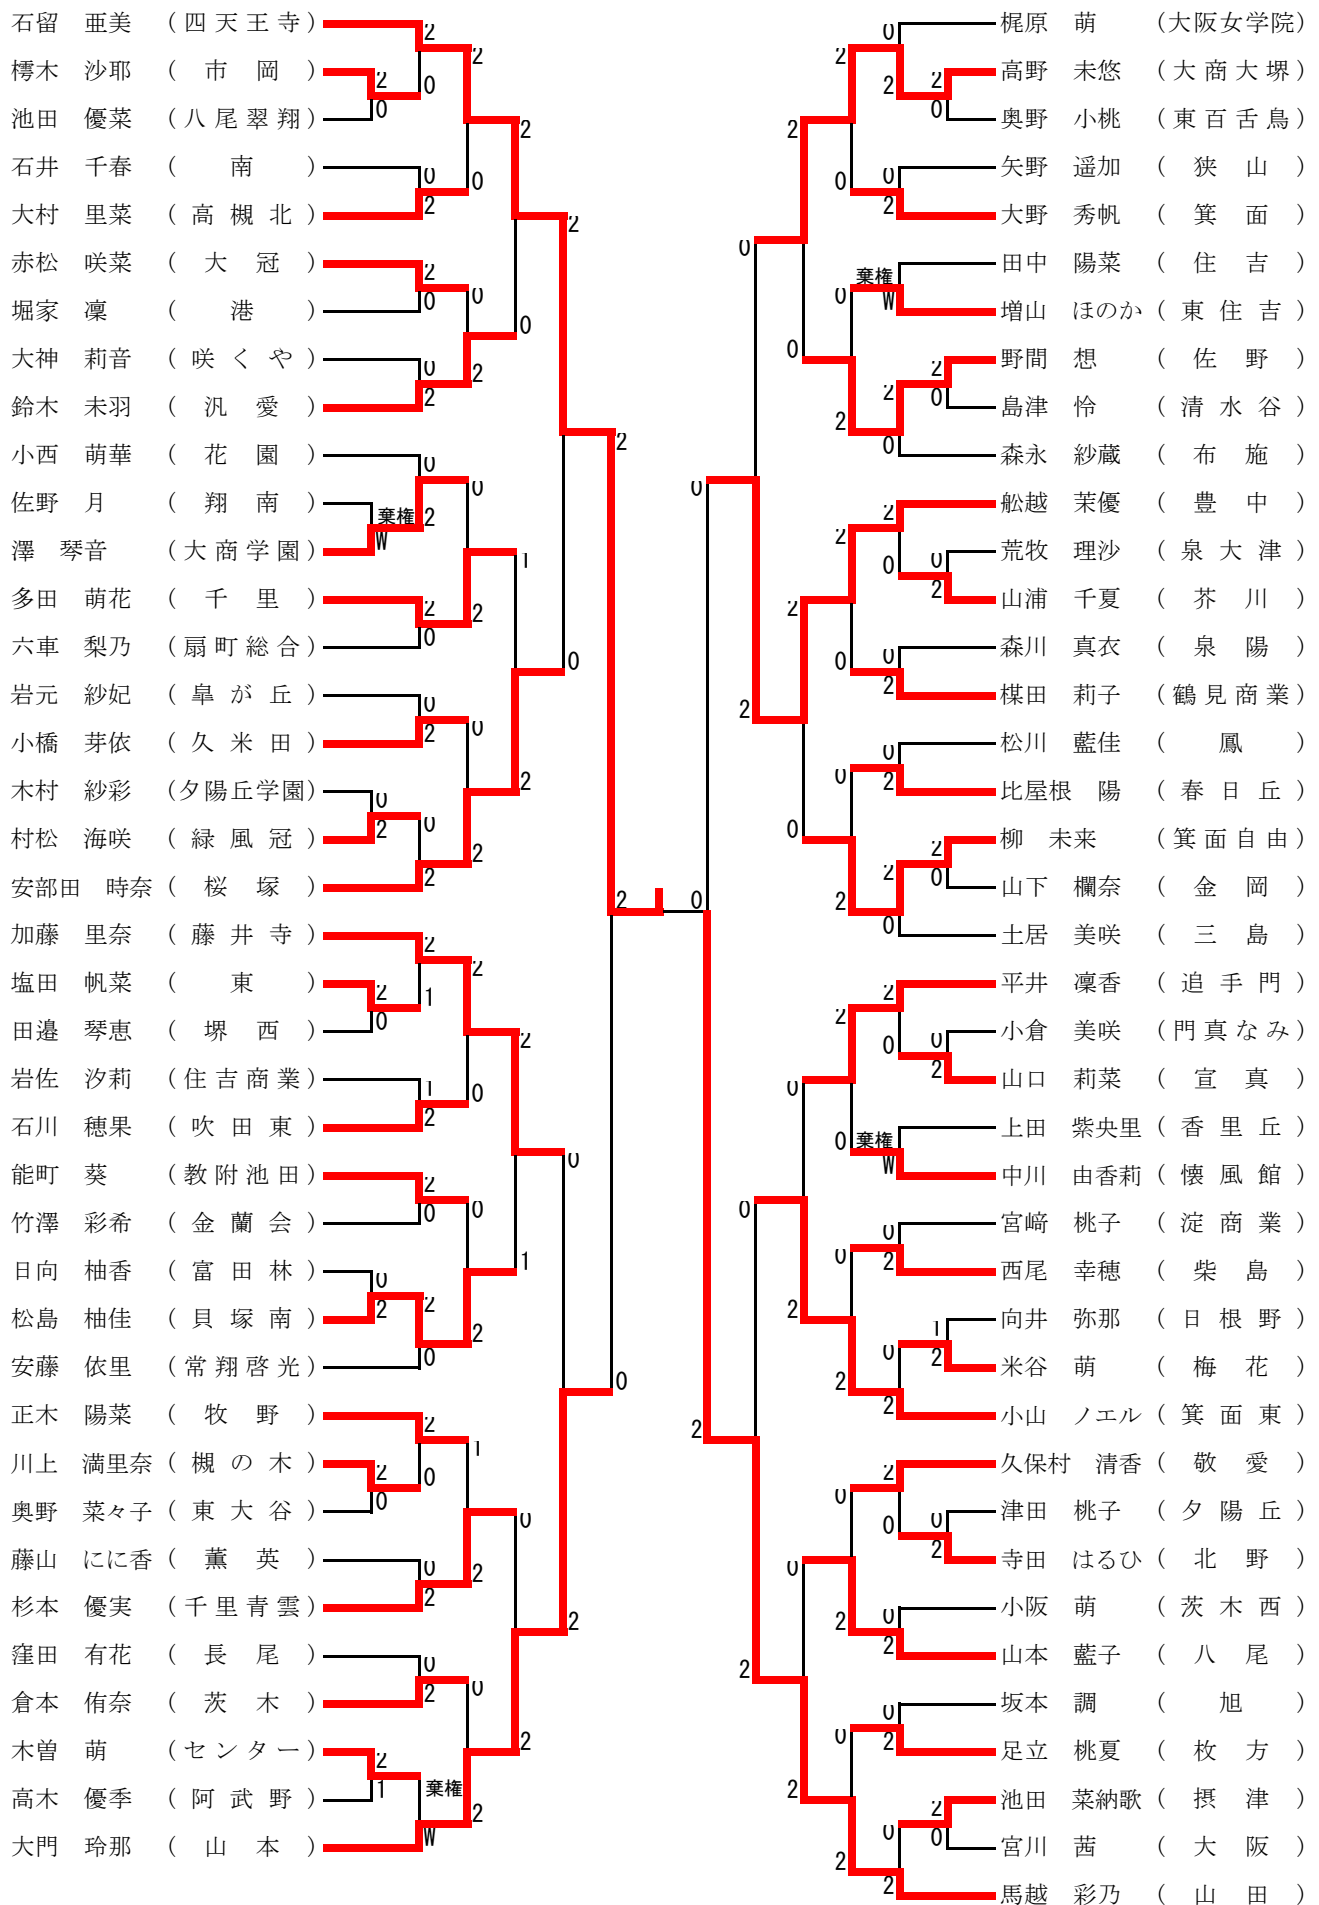 石留 亜美 (四天王寺)
樗木 沙耶 (市岡)
池田 優菜 (八尾翠翔)
石井 千春 (南)
大村 里菜 (高槻北)
赤松 咲菜 (大冠)
堀家 凜 (港)
大神 莉音 (咲くや)
鈴木 未羽 (汎愛)
小西 萌華 (花園)
佐野 月 (翔南)
棄権
澤 琴音 (大商学園)
多田 萌花 (千里)
六車 梨乃 (扇町総合)
岩元 紗妃 (皐が丘)
小橋 芽依 (久米田)
木村 紗彩 (夕陽丘学園)
村松 海咲 (緑風冠)
安部田 時奈 (桜塚)
加藤 里奈 (藤井寺)
塩田 帆菜 (東)
田邉 琴恵 (堺西)
岩佐 汐莉 (住吉商業)
石川 穂果 (吹田東)
能町 葵 (教附池田)
竹澤 彩希 (金蘭会)
日向 柚香 (富田林)
松島 柚佳 (貝塚南)
安藤 依里 (常翔啓光)
正木 陽菜 (牧野)
川上 満里奈 (槻の木)
奥野 菜々子 (東大谷)
藤山 にに香 (薫英)
杉本 優実 (千里青雲)
窪田 有花 (長尾)
倉本 侑奈 (茨木)
木曽 萌 (センター)
棄権
高木 優季 (阿武野)
大門 玲那 (山本)
梶原 萌 (大阪女学院)
高野 未悠 (大商大堺)
奥野 小桃 (東百舌鳥)
矢野 遥加 (狭山)
大野 秀帆 (箕面)
田中 陽菜 (住吉)
棄権
増山 ほのか (東住吉)
野間 想 (佐野)
島津 怜 (清水谷)
森永 紗蔵 (布施)
舩越 茉優 (豊中)
荒牧 理沙 (泉大津)
山浦 千夏 (芥川)
森川 真衣 (泉陽)
楳田 莉子 (鶴見商業)
松川 藍佳 (鳳)
比屋根 陽 (春日丘)
柳 未来 (箕面自由)
山下 欄奈 (金岡)
土居 美咲 (三島)
平井 凜香 (追手門)
小倉 美咲 (門真なみ)
山口 莉菜 (宣真)
上田 紫央里 (香里丘)
棄権
中川 由香莉 (懐風館)
宮﨑 桃子 (淀商業)
西尾 幸穂 (柴島)
向井 弥那 (日根野)
米谷 萌 (梅花)
小山 ノエル (箕面東)
久保村 清香 (敬愛)
津田 桃子 (夕陽丘)
寺田 はるひ (北野)
小阪 萌 (茨木西)
山本 藍子 (八尾)
坂本 調 (旭)
足立 桃夏 (枚方)
池田 菜納歌 (摂津)
宮川 茜 (大阪)
馬越 彩乃 (山田)